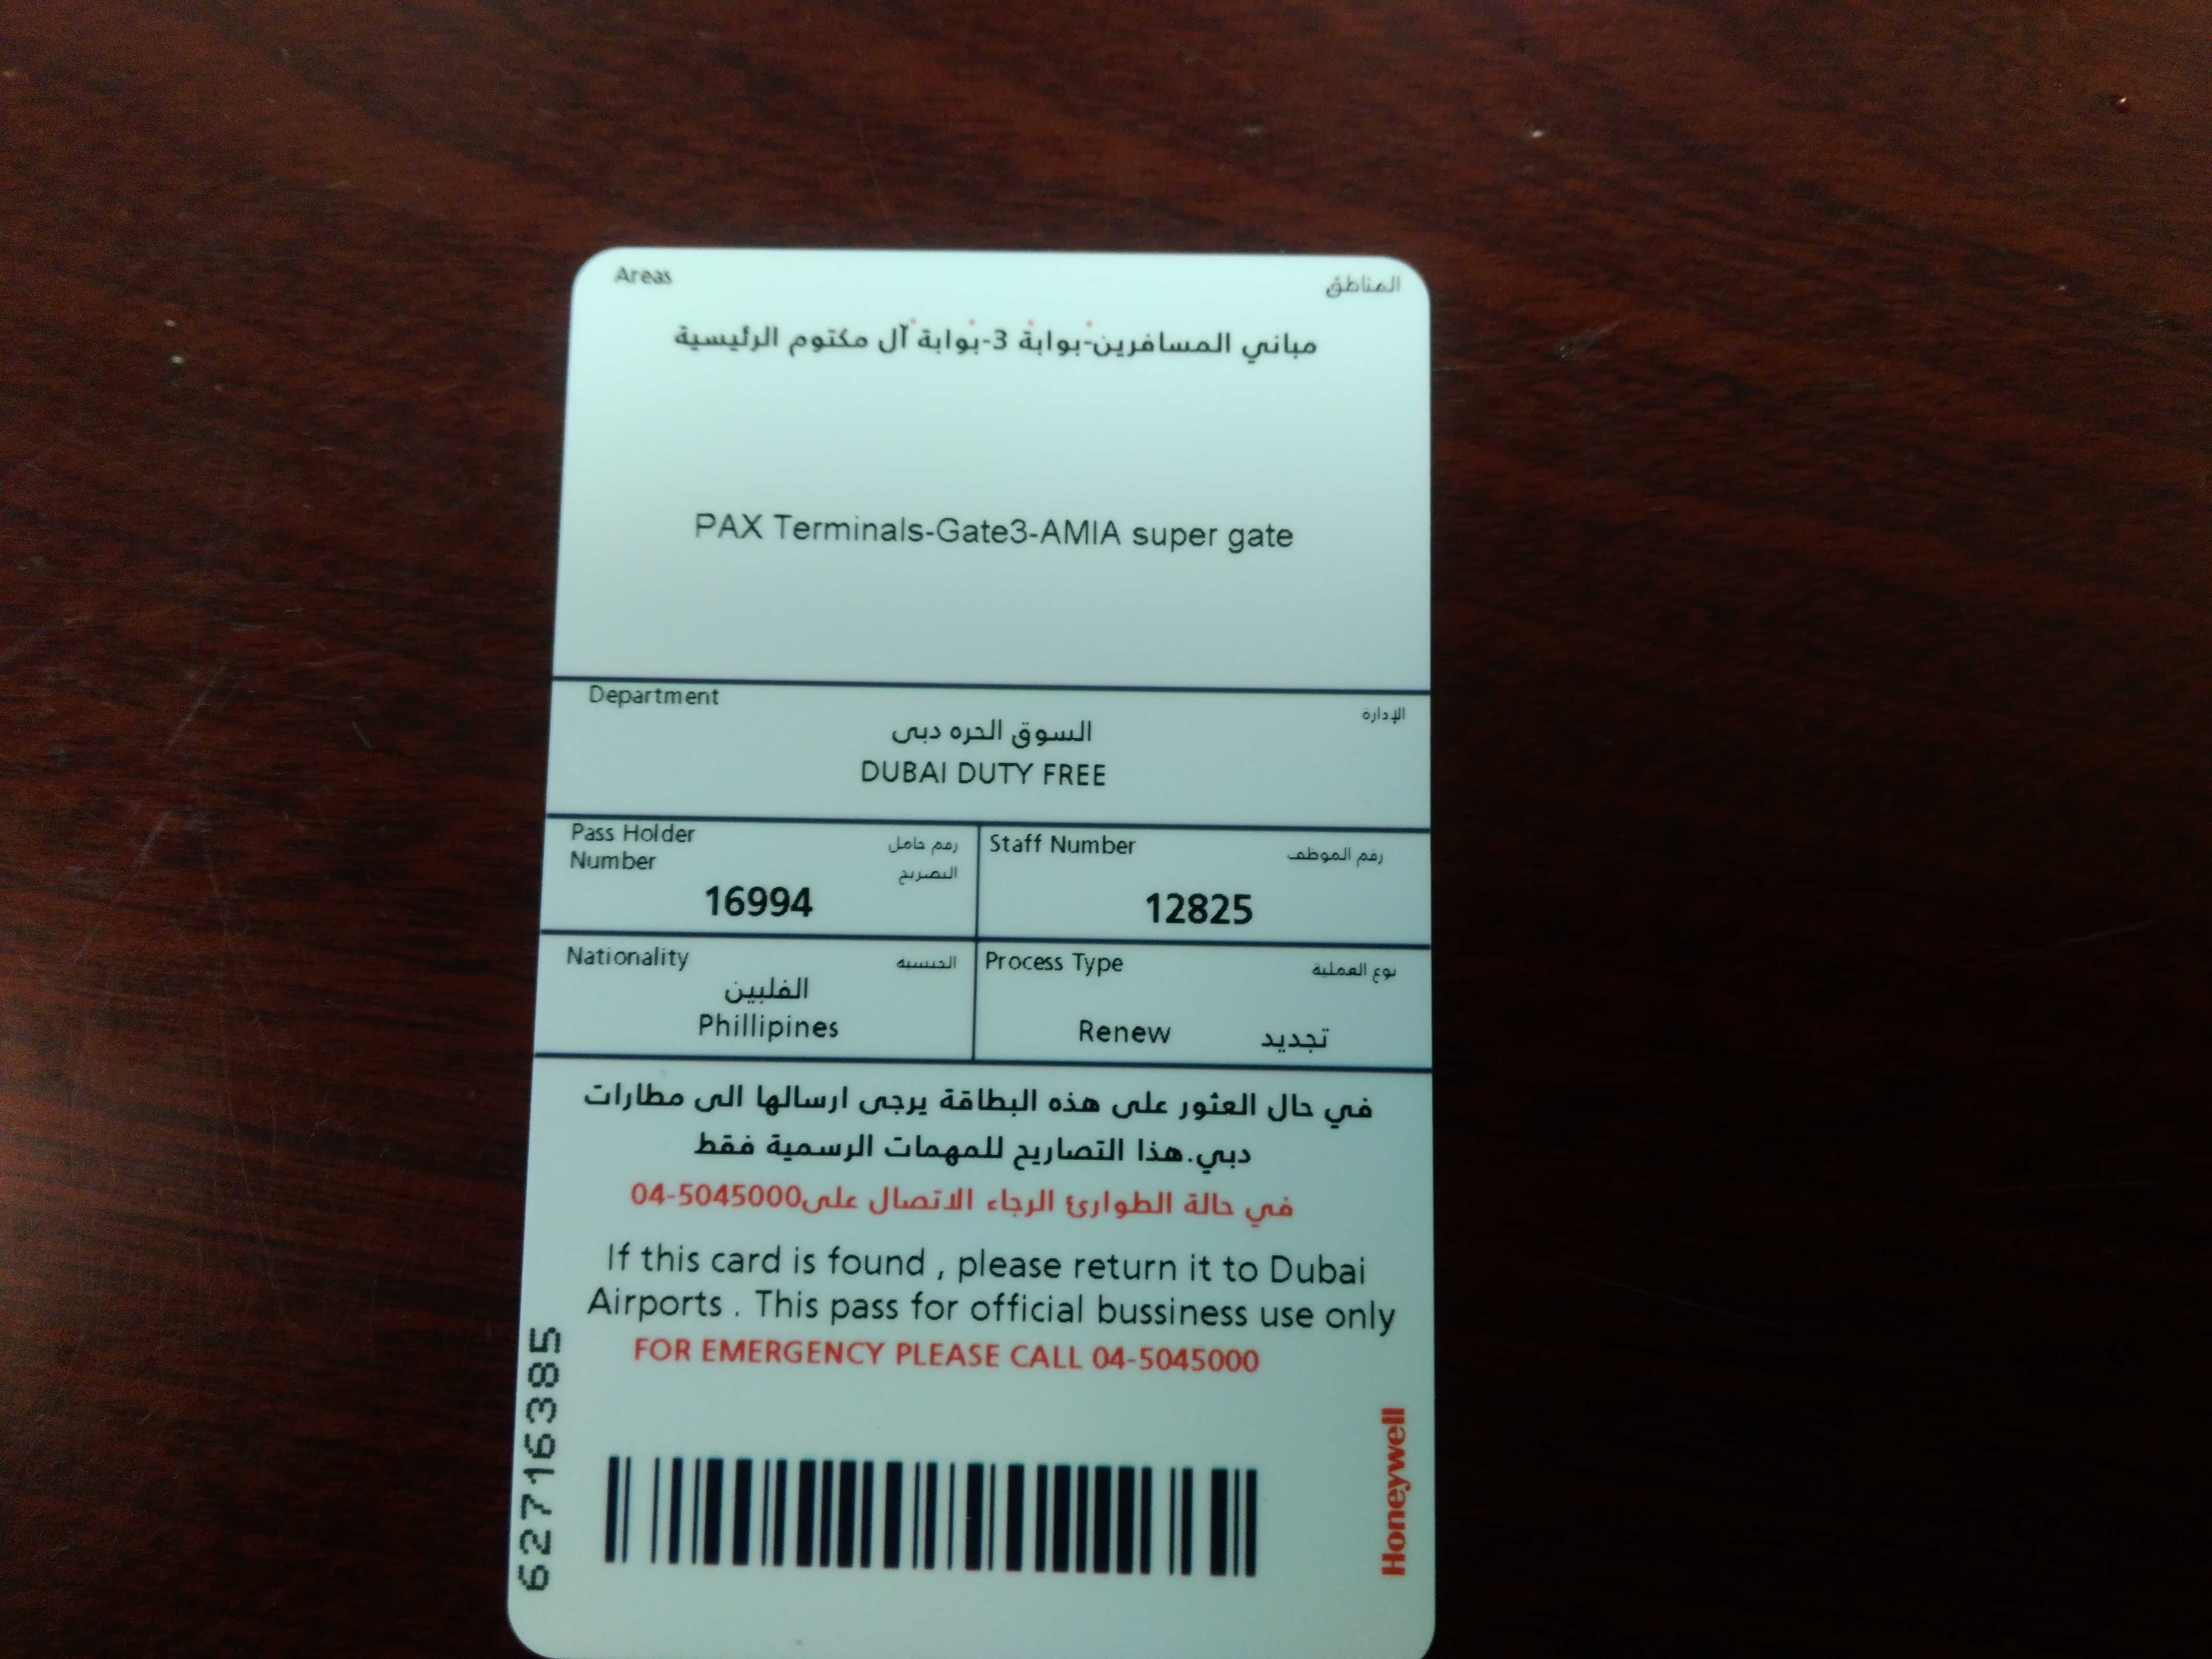 Areas المناطق
مباني المسافرين-بوابة 3-بوابة آل مكتوم الرئيسية
PAX Terminals-Gate3-AMIA super gate
Department الإدارة
السوق الحره دبى
DUBAI DUTY FREE
Pass Holder Number رقم حامل التصريح
16994
Staff Number رقم الموظف
12825
Nationality الجنسية
الفلبين
Phillipines
Process Type نوع العملية
Renew تجديد
في حال العثور على هذه البطاقة يرجى ارسالها الى مطارات
دبي.هذا التصاريح للمهمات الرسمية فقط
في حالة الطوارئ الرجاء الاتصال على04-5045000
If this card is found , please return it to Dubai
Airports . This pass for official bussiness use only
FOR EMERGENCY PLEASE CALL 04-5045000
62716385
Honeywell